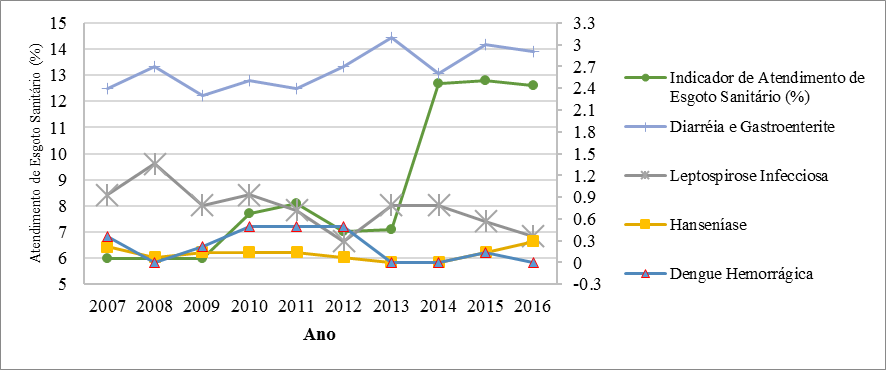 Atendimento de Esgoto Sanitário (%)
15
14
13
12
11
10
9
8
7
6
5
3.3
3
2.7
2.4
2.1
1.8
1.5
1.2
0.9
0.6
0.3
0
-0.3
2007 2008 2009 2010 2011 2012 2013 2014 2015 2016
Ano
Indicador de Atendimento de
Esgoto Sanitário (%)
Diarréia e Gastroenterite
Leptospirose Infecciosa
Hanseníase
Dengue Hemorrágica